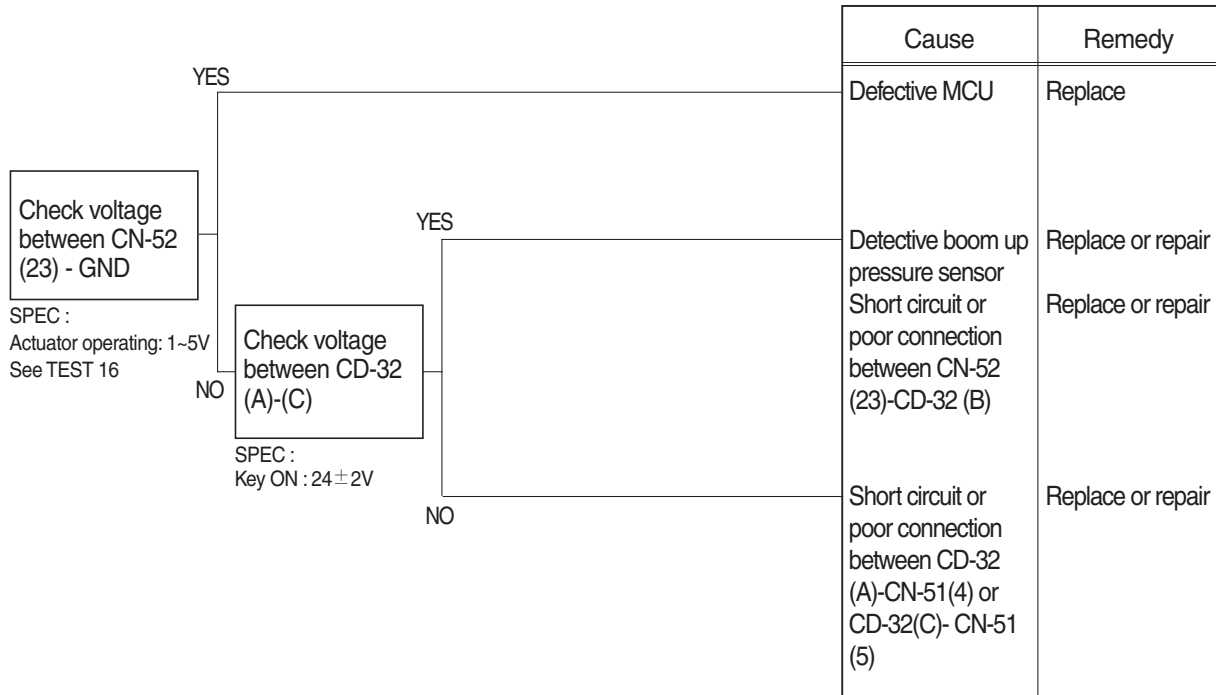 Cause
Remedy
YES
Defective MCU
Replace
Check voltage
between CN-52
(23) - GND
SPEC :
Actuator operating: 1~5V
See TEST 16
NO
YES
Detective boom up
pressure sensor
Replace or repair
Short circuit or
poor connection
between CN-52
(23)-CD-32 (B)
Replace or repair
Check voltage
between CD-32
(A)-(C)
SPEC :
Key ON : 24±2V
NO
Short circuit or
poor connection
between CD-32
(A)-CN-51(4) or
CD-32(C)- CN-51
(5)
Replace or repair